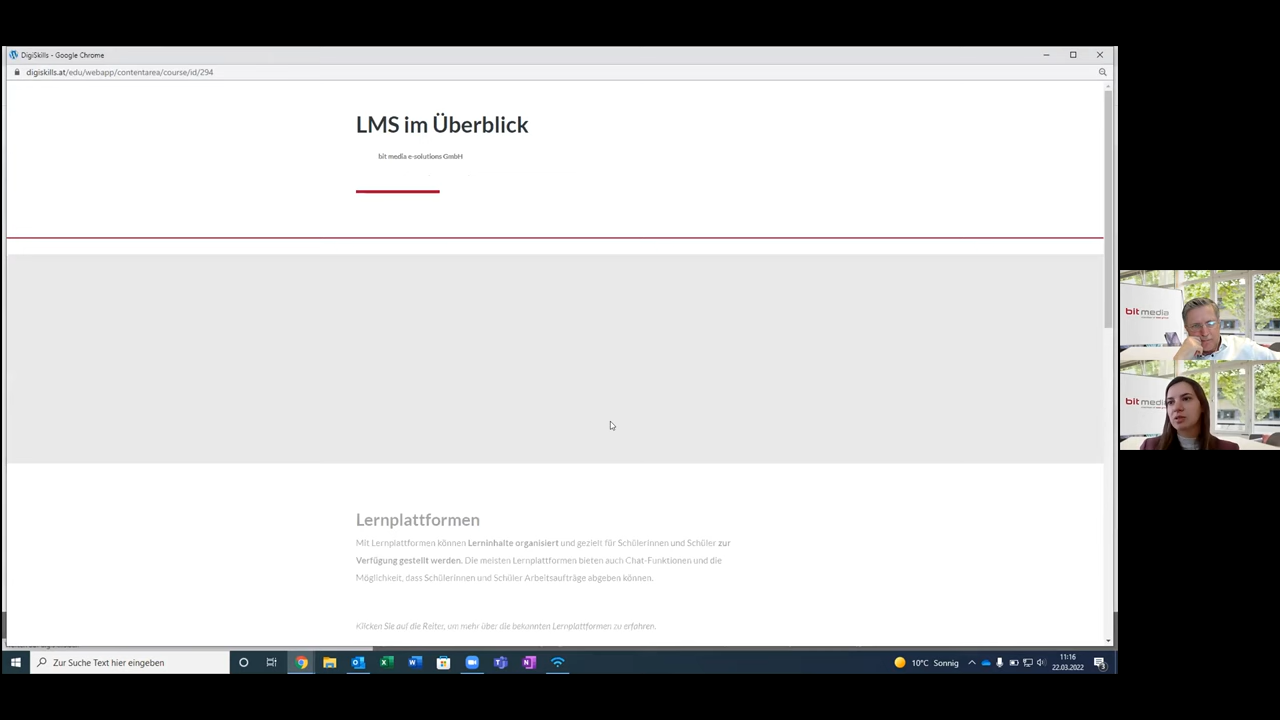 DigiSkills - Google Chrome
digiskills.at/edu/webapp/contentarea/course/id/294
LMS im Überblick
bit media e-solutions GmbH
Lernplattformen
Mit Lernplattformen können Lerninhalte organisiert und gezielt für Schülerinnen und Schüler zur
Verfügung gestellt werden. Die meisten Lernplattformen bieten auch Chat-Funktionen und die
Möglichkeit, dass Schülerinnen und Schüler Arbeitsaufträge abgeben können.
Klicken Sie auf die Reiter, um mehr über die bekannten Lernplattformen zu erfahren.
bit media
bit media
Zur Suche Text hier eingeben
10°C Sonnig
11:16
22.03.2022